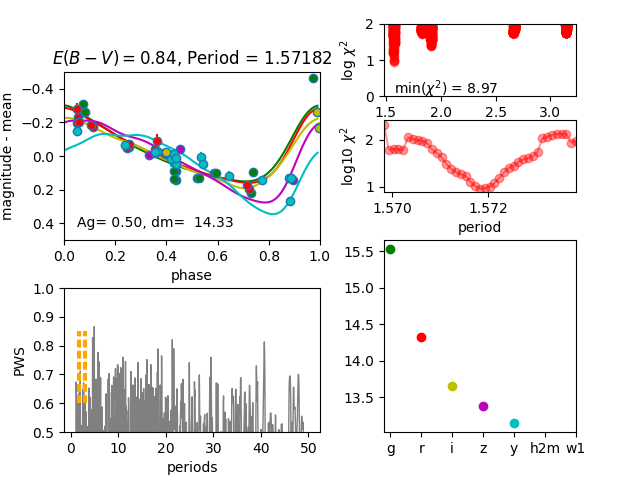 E(B − V) = 0.84, Period = 1.57182
magnitude - mean
−0.4
−0.2
0.0
0.2
0.4
Ag= 0.50, dm=  14.33
0.0 0.2 0.4 0.6 0.8 1.0
phase
log χ²
2
1
0
min(χ²) = 8.97
1.5 2.0 2.5 3.0
log10 χ²
2
1
1.570 1.572
period
PWS
1.0
0.9
0.8
0.7
0.6
0.5
0 10 20 30 40 50
periods
15.5
15.0
14.5
14.0
13.5
g r i z y h2m w1